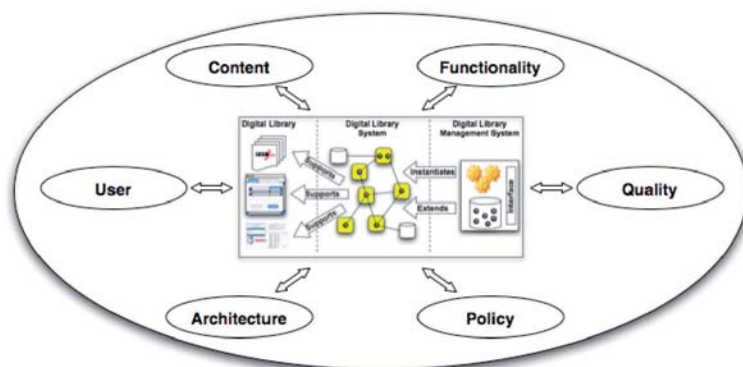 Content
Functionality
Digital Library
Digital Library
System
Digital Library
Management System
Supports
Instantiates
User
Supports
Interface
Quality
Extends
Supports
Architecture
Policy